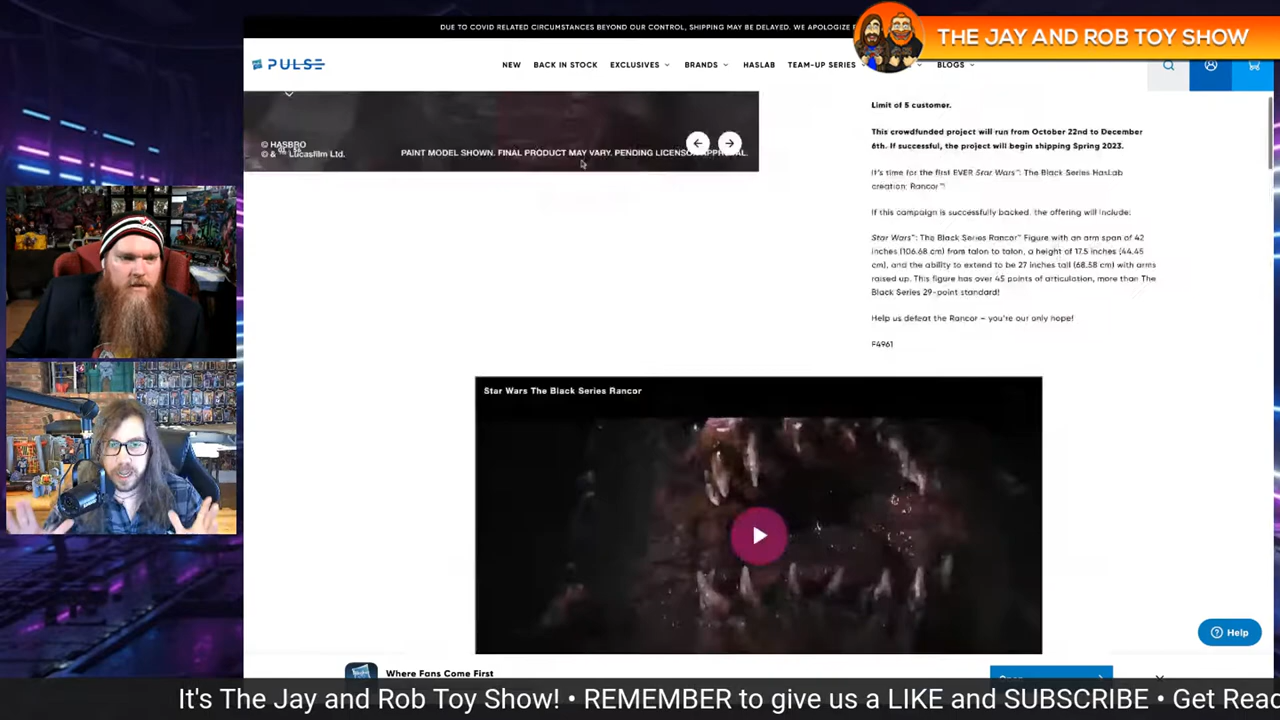 DUE TO COVID RELATED CIRCUMSTANCES BEYOND OUR CONTROL, SHIPPING MAY BE DELAYED. WE APOLOGIZE
THE JAY AND ROB TOY SHOW
PULSE
NEW
BACK IN STOCK
EXCLUSIVES
BRANDS
HASLAB
TEAM-UP SERIES
BLOGS
Limit of 5 customer.
This crowdfunded project will run from October 22nd to December
6th. If successful, the project will begin shipping Spring 2023.
It's time for the first EVER Star Wars™: The Black Series HasLab
creation: Rancor™!
If this campaign is successfully backed, the offering will include:
Star Wars™: The Black Series Rancor™ Figure with an arm span of 42
inches (106.68 cm) from talon to talon, a height of 17.5 inches (44.45
cm), and the ability to extend to be 27 inches tall (68.58 cm) with arms
raised up. This figure has over 45 points of articulation, more than The
Black Series 29-point standard!
Help us defeat the Rancor – you're our only hope!
F4961
© HASBRO
© & ™ Lucasfilm Ltd.
PAINT MODEL SHOWN. FINAL PRODUCT MAY VARY. PENDING LICENSOR APPROVAL.
Star Wars The Black Series Rancor
Help
Where Fans Come First
Open
It's The Jay and Rob Toy Show! • REMEMBER to give us a LIKE and SUBSCRIBE • Get